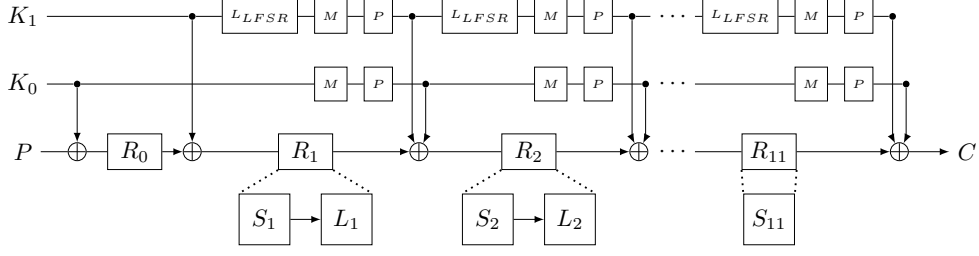 K₁ L_LFSR M P L_LFSR M P ··· L_LFSR M P
K₀ M P M P ··· M P
P R₀ R₁ R₂ ··· R₁₁ C
S₁ L₁ S₂ L₂ S₁₁